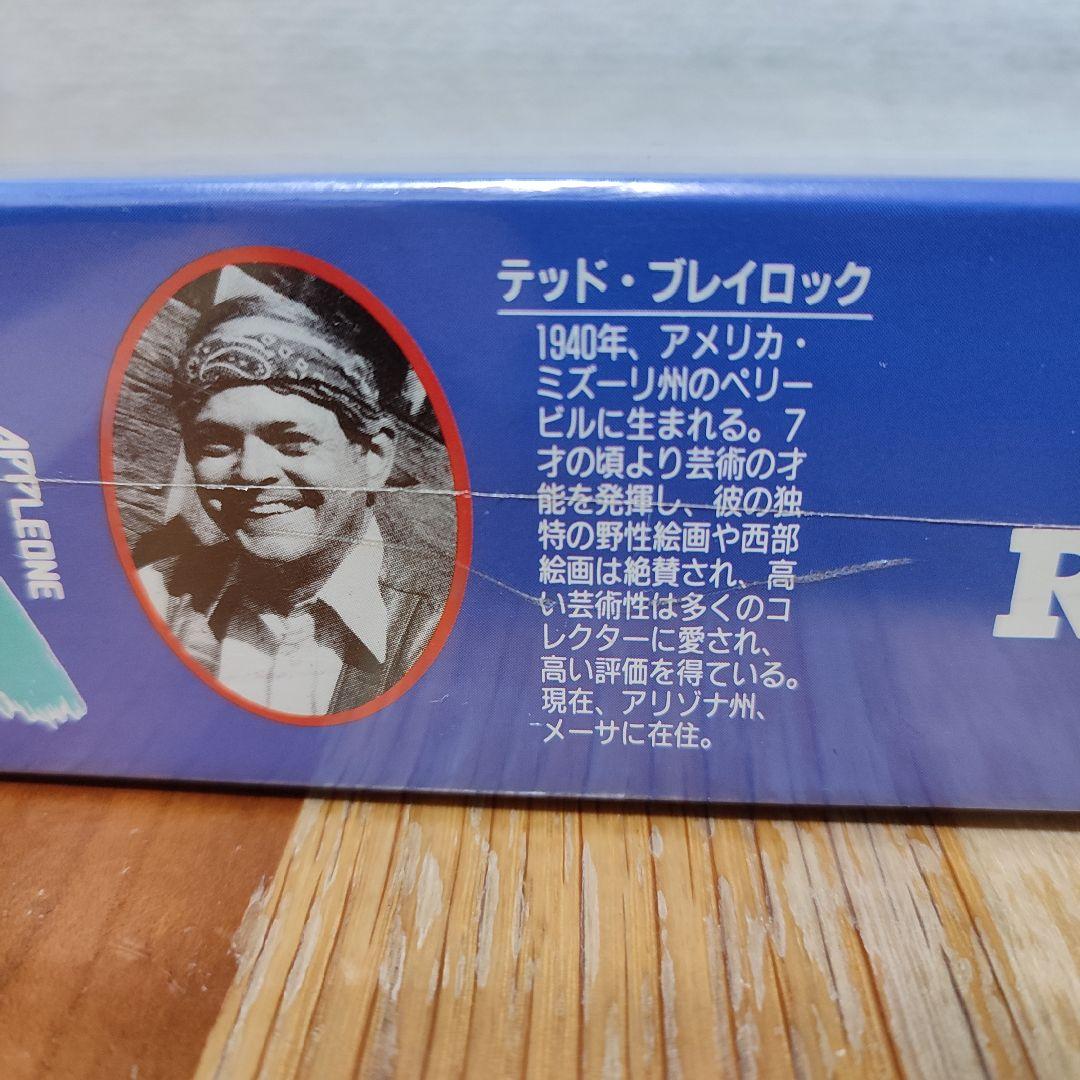 APPLEONE
テッド・ブレイロック
1940年、アメリカ・
ミズーリ州のペリー
ビルに生まれる。7
才の頃より芸術の才
能を発揮し、彼の独
特の野性絵画や西部
絵画は絶賛され、高
い芸術性は多くのコ
レクターに愛され、
高い評価を得ている。
現在、アリゾナ州、
メーサに在住。
R